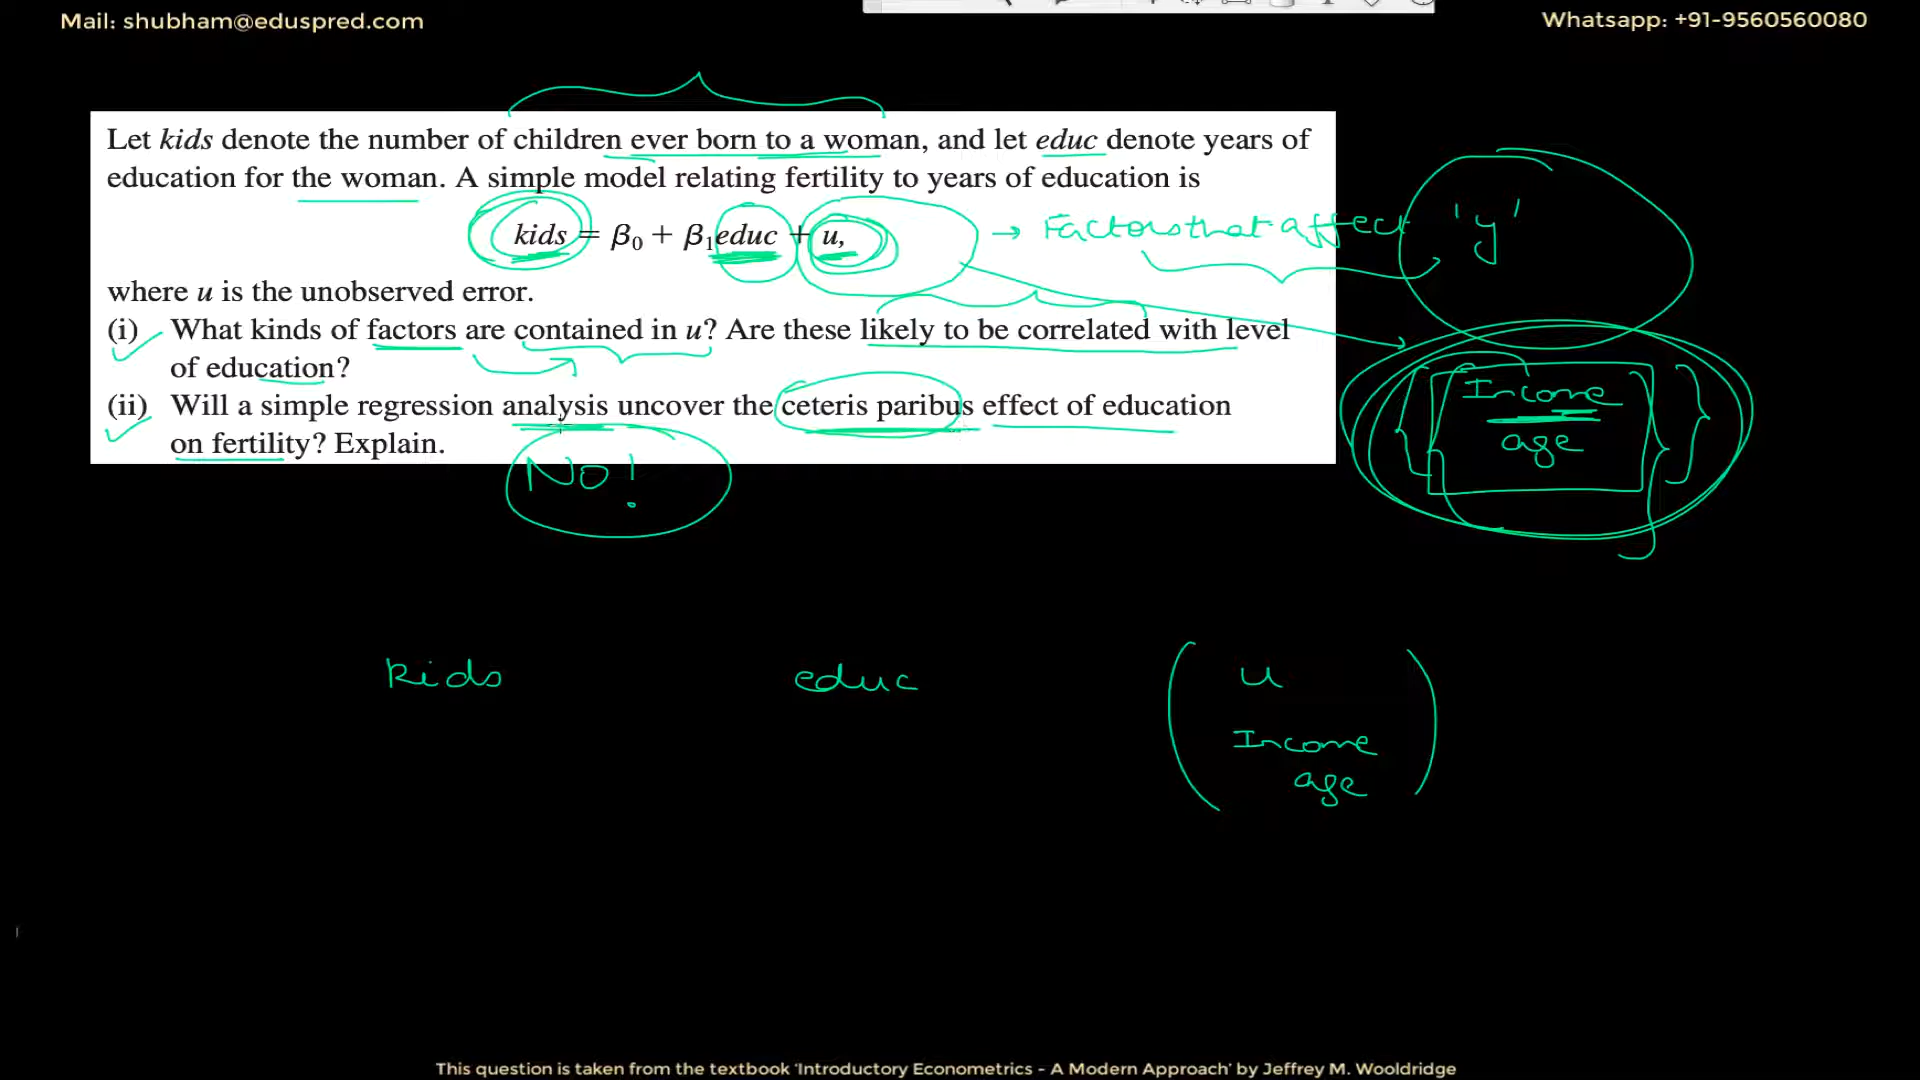 Mail: shubham@eduspred.com
Whatsapp: +91-9560560080
Let kids denote the number of children ever born to a woman, and let educ denote years of
education for the woman. A simple model relating fertility to years of education is
kids = β₀ + β₁educ + u,
→ Factors that affect 'y'
where u is the unobserved error.
(i) What kinds of factors are contained in u? Are these likely to be correlated with level
of education?
Income
age
(ii) Will a simple regression analysis uncover the ceteris paribus effect of education
on fertility? Explain.
NO!
kids educ u
Income
age
This question is taken from the textbook 'Introductory Econometrics - A Modern Approach' by Jeffrey M. Wooldridge